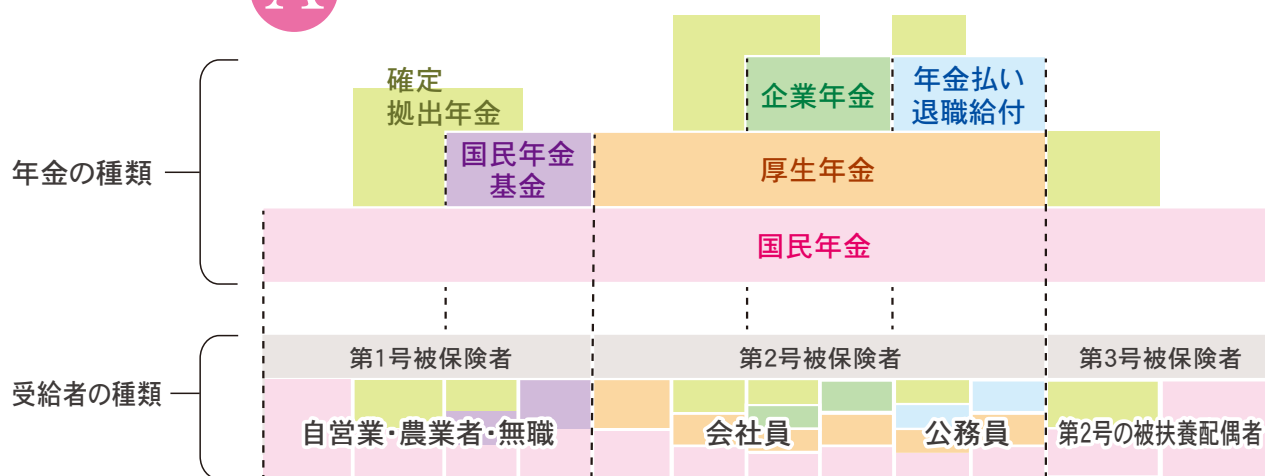 A
確定
拠出年金
企業年金
年金払い
退職給付
国民年金
基金
厚生年金
年金の種類
国民年金
第1号被保険者
第2号被保険者
第3号被保険者
受給者の種類
自営業・農業者・無職
会社員
公務員
第2号の被扶養配偶者